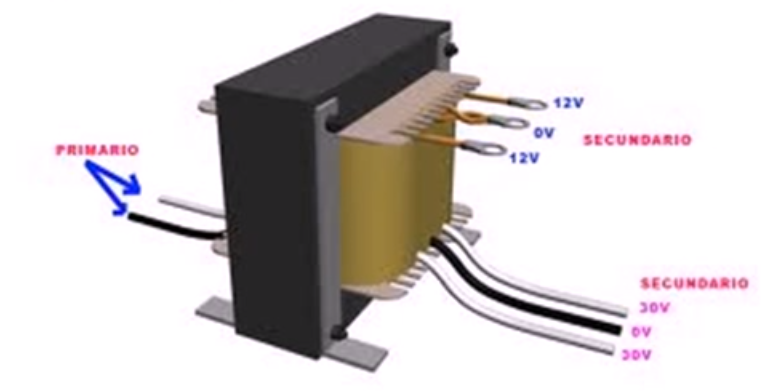 12V
0V
SECUNDARIO
12V
PRIMARIO
SECUNDARIO
30V
0V
30V